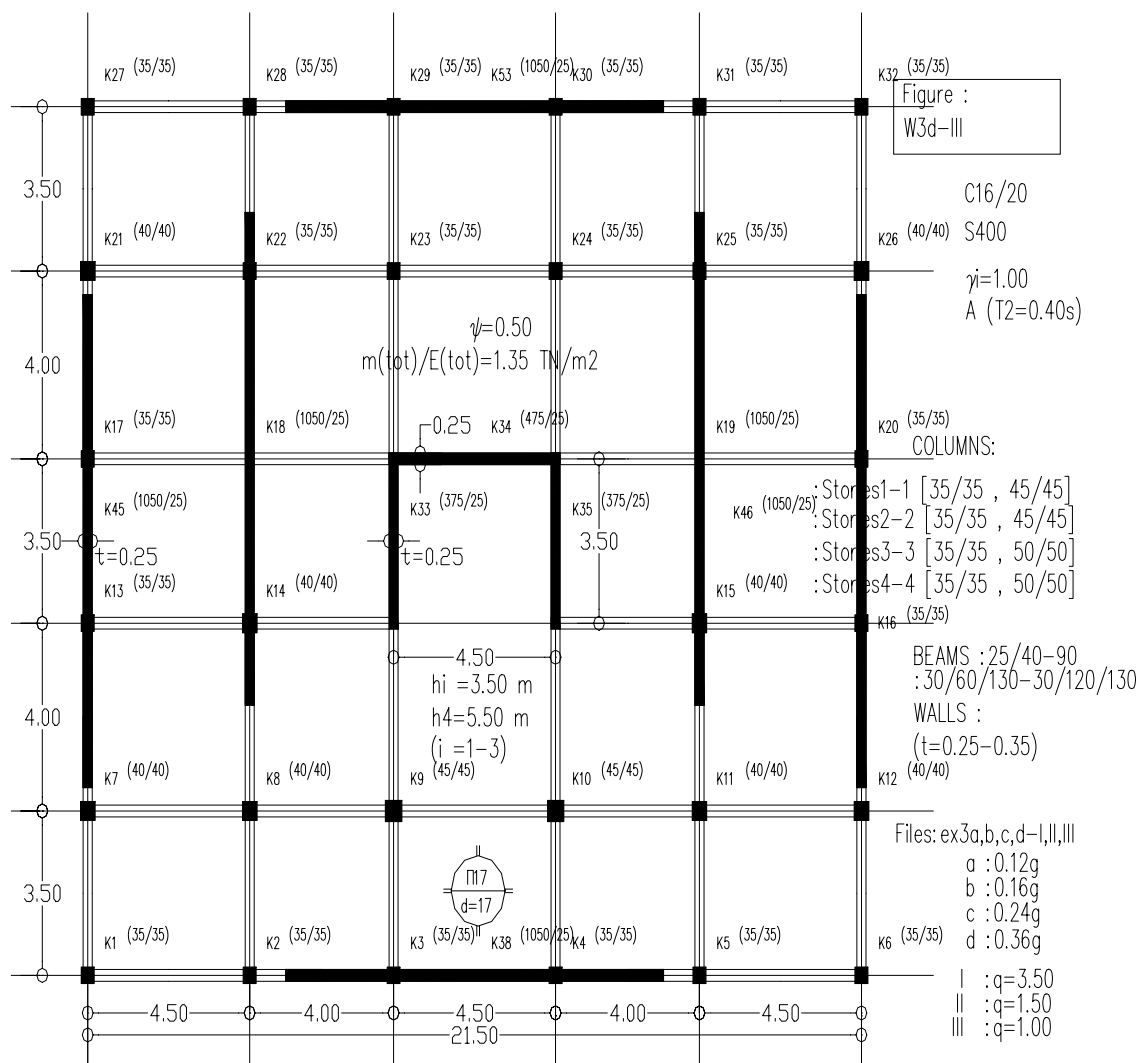 K27 (35/35) K28 (35/35) K29 (35/35) K53 (1050/25) K30 (35/35) K31 (35/35) K32 (35/35)
Figure :
W3d-III
3.50
C16/20
S400
K21 (40/40) K22 (35/35) K23 (35/35) K24 (35/35) K25 (35/35) K26 (40/40)
γi=1.00
A (T2=0.40s)
ψ=0.50
m(tot)/E(tot)=1.35 TN/m2
4.00
K17 (35/35) K18 (1050/25) 0.25 K34 (475/25) K19 (1050/25) K20 (35/35)
COLUMNS:
:Stories1-1 [35/35 , 45/45]
:Stories2-2 [35/35 , 45/45]
:Stories3-3 [35/35 , 50/50]
:Stories4-4 [35/35 , 50/50]
K45 (1050/25) K33 (375/25) K35 (375/25) K46 (1050/25)
3.50 t=0.25 t=0.25 3.50
K13 (35/35) K14 (40/40) K15 (40/40) K16 (35/35)
4.50
hi =3.50 m
h4=5.50 m
(i =1-3)
BEAMS :25/40-90
:30/60/130-30/120/130
WALLS :
(t=0.25-0.35)
4.00
K7 (40/40) K8 (40/40) K9 (45/45) K10 (45/45) K11 (40/40) K12 (40/40)
Files: ex3a,b,c,d-I,II,III
a :0.12g
b :0.16g
c :0.24g
d :0.36g
3.50
Π17
d=17
K1 (35/35) K2 (35/35) K3 (35/35) K38 (1050/25) K4 (35/35) K5 (35/35) K6 (35/35)
I :q=3.50
II :q=1.50
III :q=1.00
4.50 4.00 4.50 4.00 4.50
21.50